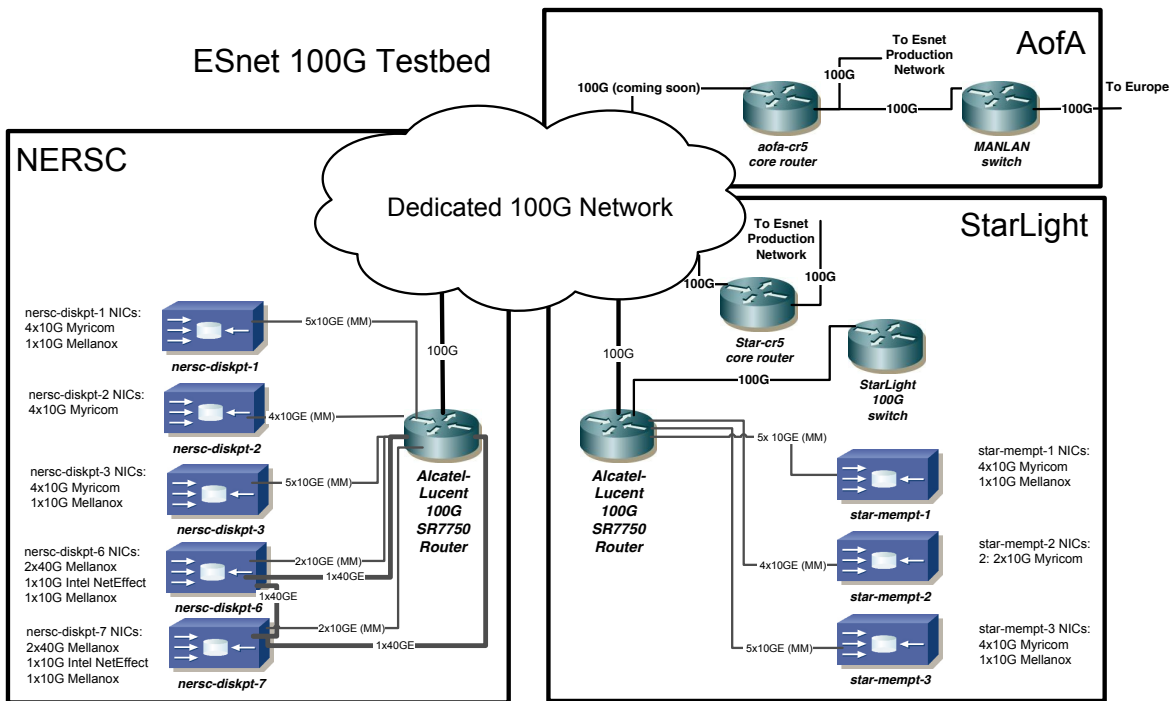 ESnet 100G Testbed
AofA
To Esnet
Production
Network
100G (coming soon)
100G
100G
100G
To Europe
aofa-cr5
core router
MANLAN
switch
NERSC
Dedicated 100G Network
StarLight
To Esnet
Production
Network
100G
100G
Star-cr5
core router
100G
StarLight
100G
switch
100G
100G
nersc-diskpt-1 NICs:
4x10G Myricom
1x10G Mellanox
5x10GE (MM)
nersc-diskpt-1
nersc-diskpt-2 NICs:
4x10G Myricom
4x10GE (MM)
nersc-diskpt-2
nersc-diskpt-3 NICs:
4x10G Myricom
1x10G Mellanox
5x10GE (MM)
nersc-diskpt-3
nersc-diskpt-6 NICs:
2x40G Mellanox
1x10G Intel NetEffect
1x10G Mellanox
2x10GE (MM)
1x40GE
nersc-diskpt-6
1x40GE
nersc-diskpt-7 NICs:
2x40G Mellanox
1x10G Intel NetEffect
1x10G Mellanox
2x10GE (MM)
1x40GE
nersc-diskpt-7
Alcatel-
Lucent
100G
SR7750
Router
Alcatel-
Lucent
100G
SR7750
Router
5x 10GE (MM)
star-mempt-1
star-mempt-1 NICs:
4x10G Myricom
1x10G Mellanox
4x10GE (MM)
star-mempt-2
star-mempt-2 NICs:
2: 2x10G Myricom
5x10GE (MM)
star-mempt-3
star-mempt-3 NICs:
4x10G Myricom
1x10G Mellanox